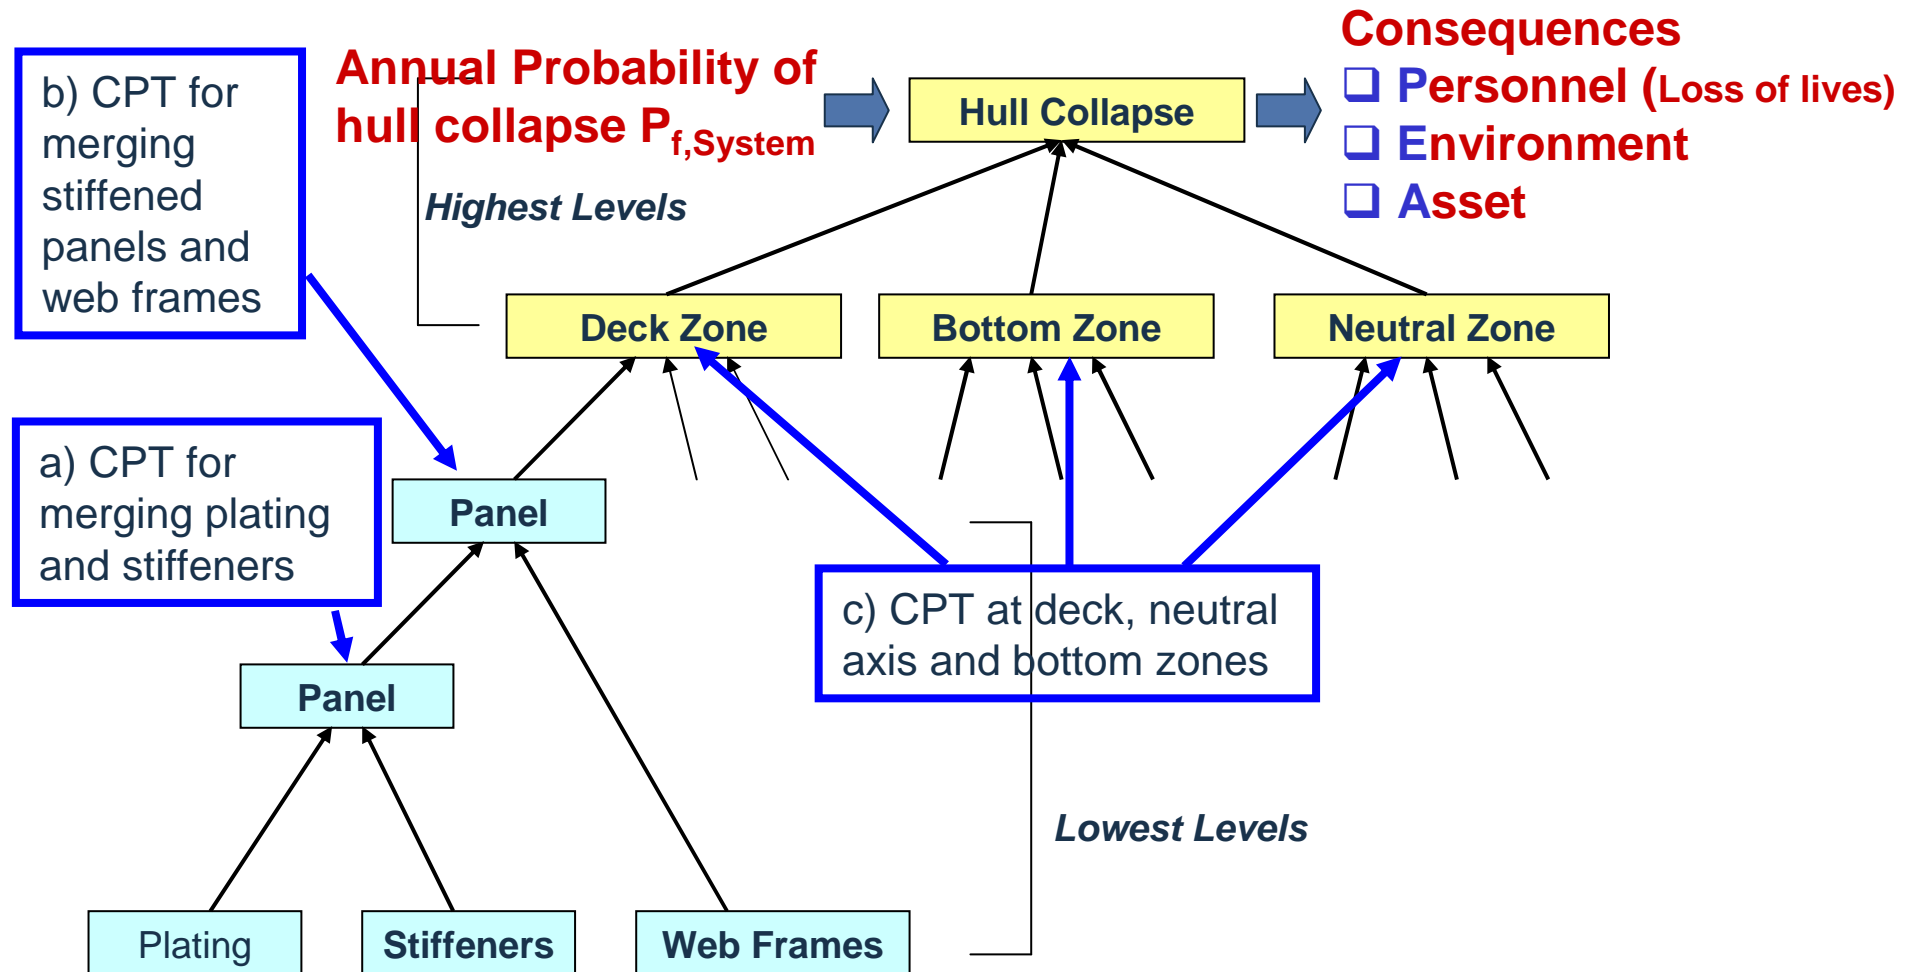 Consequences
❑ Personnel (Loss of lives)
❑ Environment
❑ Asset
Annual Probability of
hull collapse Pf,System
Hull Collapse
b) CPT for
merging
stiffened
panels and
web frames
Highest Levels
Deck Zone
Bottom Zone
Neutral Zone
a) CPT for
merging plating
and stiffeners
Panel
c) CPT at deck, neutral
axis and bottom zones
Panel
Lowest Levels
Plating
Stiffeners
Web Frames